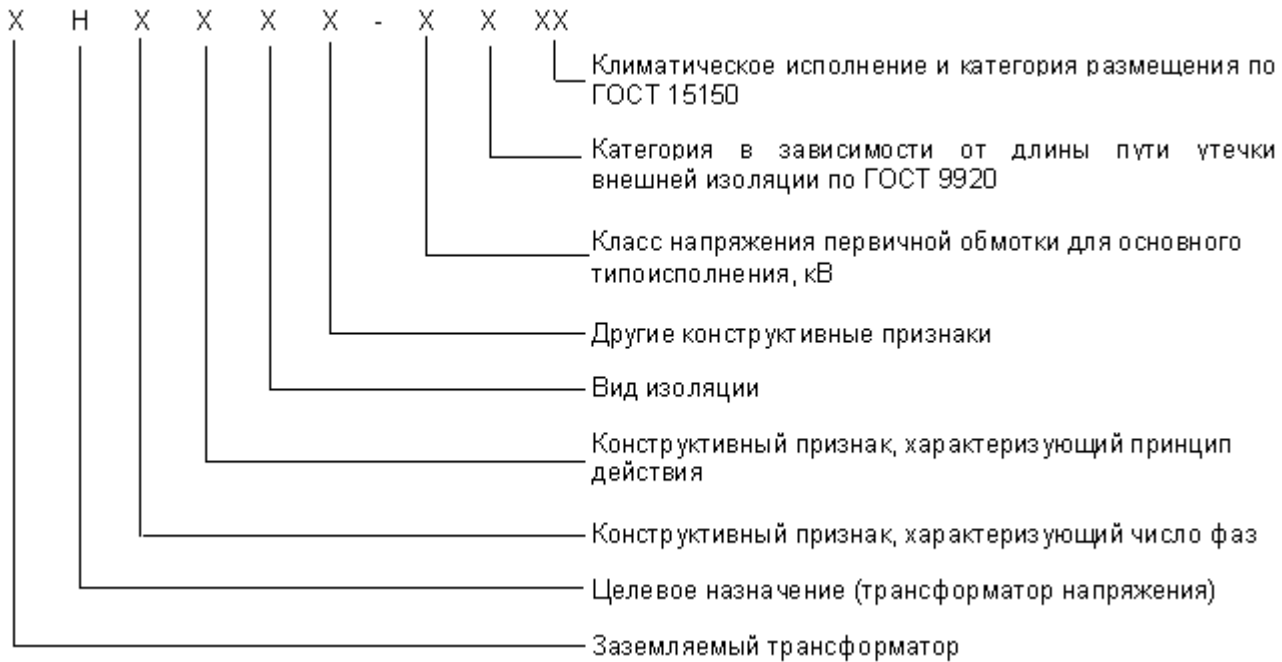 Х Н Х Х Х Х - Х Х ХХ
Климатическое исполнение и категория размещения по
ГОСТ 15150
Категория в зависимости от длины пути утечки
внешней изоляции по ГОСТ 9920
Класс напряжения первичной обмотки для основного
типоисполнения, кВ
Другие конструктивные признаки
Вид изоляции
Конструктивный признак, характеризующий принцип
действия
Конструктивный признак, характеризующий число фаз
Целевое назначение (трансформатор напряжения)
Заземляемый трансформатор